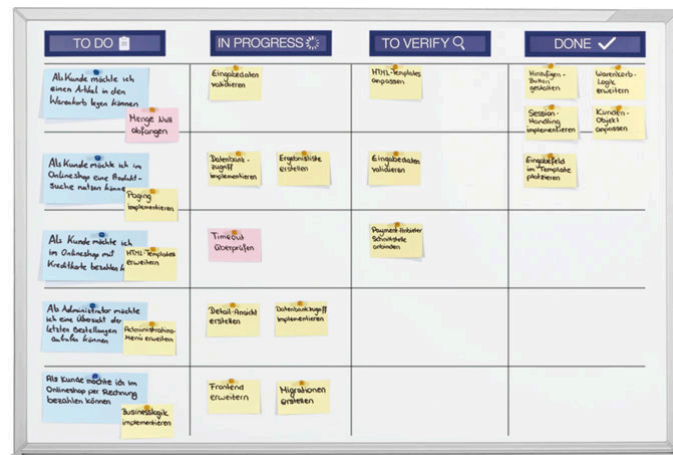 TO DO
IN PROGRESS
TO VERIFY
DONE
Als Kunde möchte ich
einen Artikel in den
Warenkorb legen können
Menge Null
abfangen
Eingabedaten
validieren
HTML-Templates
anpassen
Hinzufügen-
Button
gestalten
Warenkorb-
Logik
erweitern
Session-
Handling
implementieren
Kunden-
Objekt
anpassen
Als Kunde möchte ich im
Onlineshop eine Produkt-
suche nutzen
Paging
implementieren
Datenbank-
zugriff
implementieren
Ergebnisliste
erstellen
Eingabedaten
validieren
Eingabefeld
im Template
platzieren
Als Kunde möchte ich
im Onlineshop mit
Kreditkarte bezahlen
HTML-Templates
erweitern
Timeout
überprüfen
Payment-Anbieter
Schnittstelle
anbinden
Als Administrator möchte
ich eine Übersicht der
letzten Bestellungen
aufrufen können
Administrations-
Menü erweitern
Detail-Ansicht
erstellen
Datenbankzugriff
implementieren
Als Kunde möchte ich im
Onlineshop per Rechnung
bezahlen können
Businesslogik
implementieren
Frontend
erweitern
Migrationen
erstellen